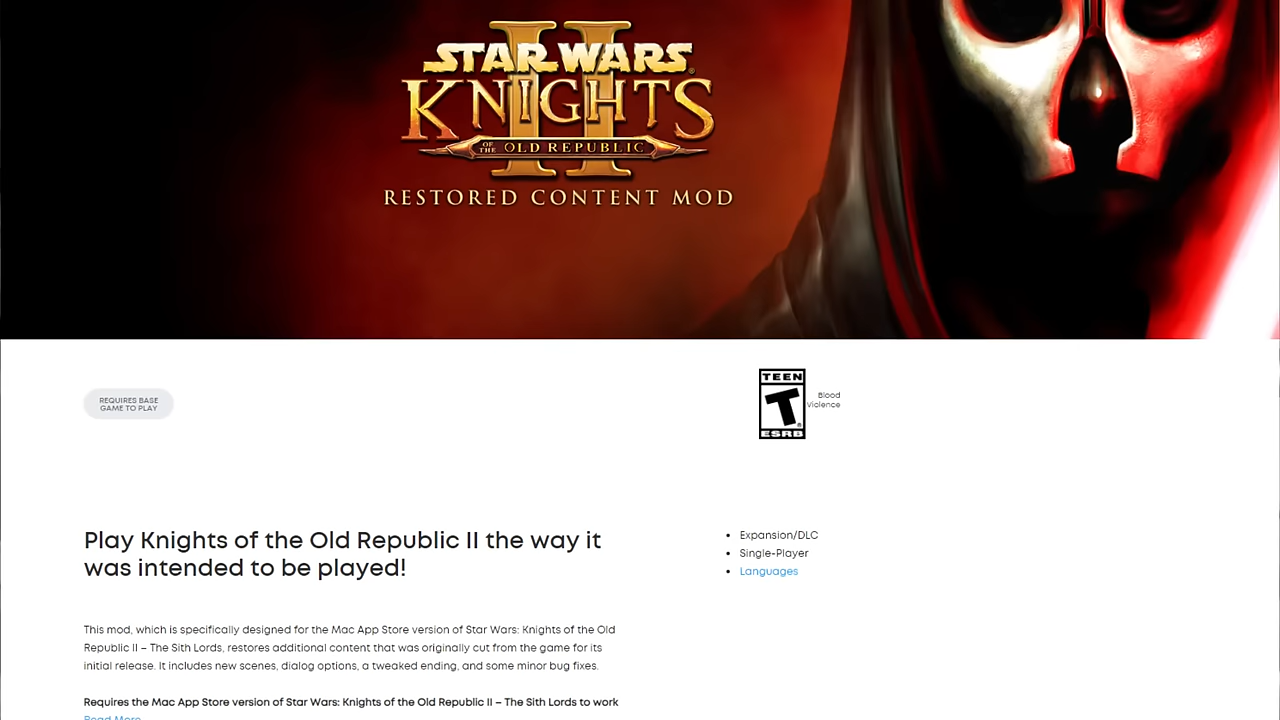 II
STAR WARS
KNIGHTS
OF THE OLD REPUBLIC
RESTORED CONTENT MOD
REQUIRES BASE
GAME TO PLAY
TEEN
T
ESRB
Blood
Violence
Play Knights of the Old Republic II the way it
was intended to be played!
Expansion/DLC
Single-Player
Languages
This mod, which is specifically designed for the Mac App Store version of Star Wars: Knights of the Old
Republic II – The Sith Lords, restores additional content that was originally cut from the game for its
initial release. It includes new scenes, dialog options, a tweaked ending, and some minor bug fixes.
Requires the Mac App Store version of Star Wars: Knights of the Old Republic II – The Sith Lords to work
Read More